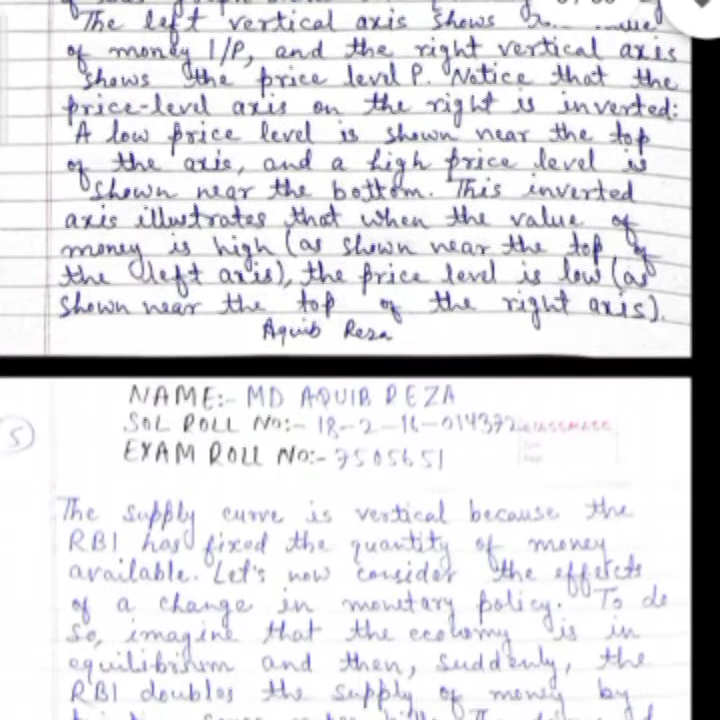 The left vertical axis shows
of money 1/P, and the right vertical axis
shows the price level P. Notice that the
price-level axis on the right is inverted:
A low price level is shown near the top
of the axis, and a high price level is
shown near the bottom. This inverted
axis illustrates that when the value of
money is high (as shown near the top of
the left axis), the price level is low (as
shown near the top of the right axis).
Aquib Reza
NAME:- MD AQUIB REZA
SOL ROLL NO:- 18-2-16-014372
EXAM ROLL NO:- 7505651
5
The supply curve is vertical because the
RBI has fixed the quantity of money
available. Let's now consider the effetcts
of a change in monetary policy. To do
so, imagine that the economy is in
equilibrium and then, suddenly, the
RBI doubles the supply of money by